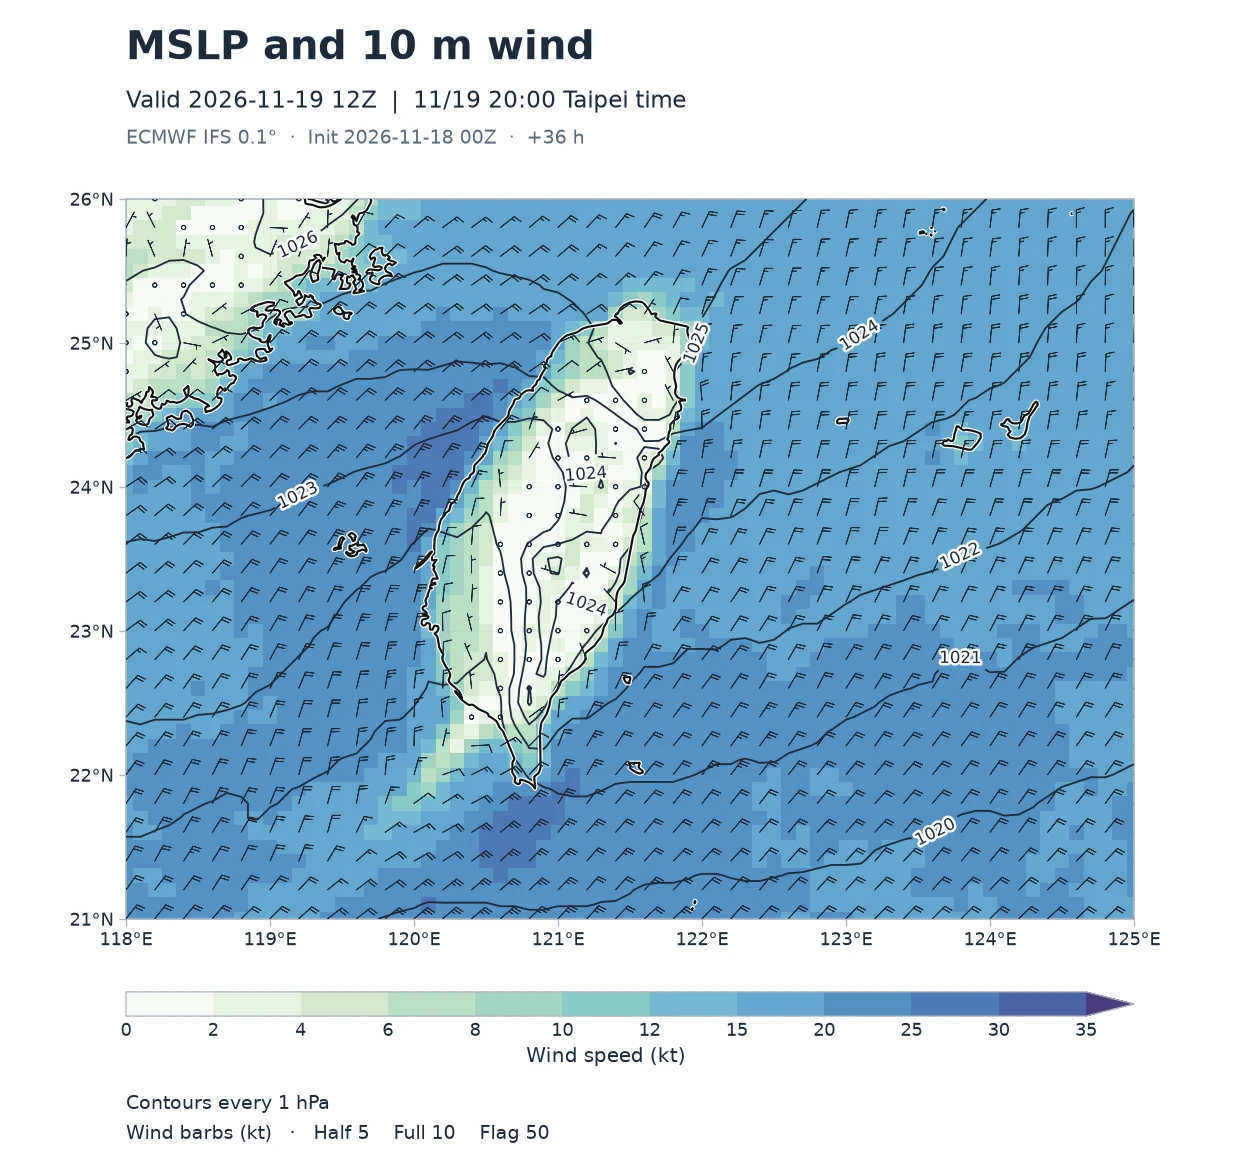 MSLP and 10 m wind
Valid 2026-11-19 12Z | 11/19 20:00 Taipei time
ECMWF IFS 0.1° · Init 2026-11-18 00Z · +36 h
26°N
1026
25°N
1025
1024
24°N
1024
1023
1022
1024
23°N
1021
22°N
1020
21°N
118°E 119°E 120°E 121°E 122°E 123°E 124°E 125°E
0 2 4 6 8 10 12 15 20 25 30 35
Wind speed (kt)
Contours every 1 hPa
Wind barbs (kt) · Half 5 Full 10 Flag 50